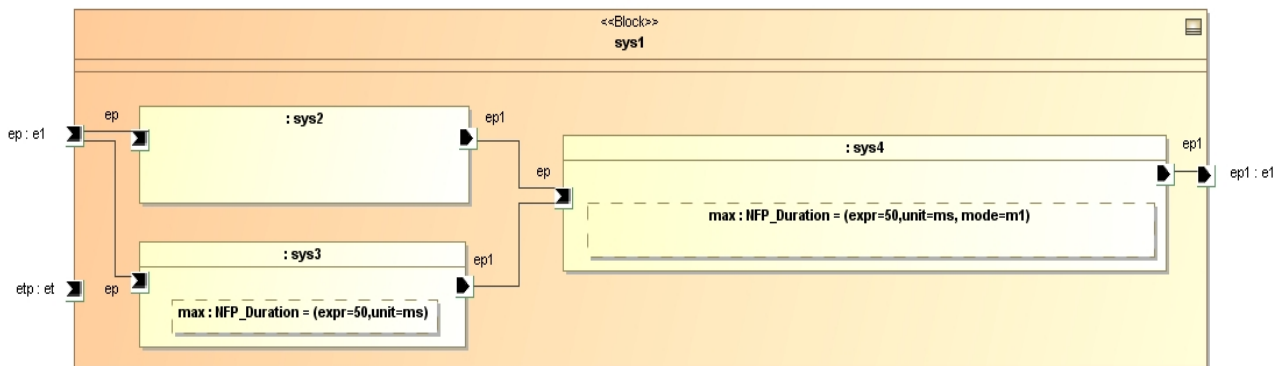 <<Block>>
sys1
ep
: sys2
ep1
ep : e1
: sys4
ep1
ep
ep1 : e1
max : NFP_Duration = (expr=50,unit=ms, mode=m1)
: sys3
ep1
etp : et
ep
max : NFP_Duration = (expr=50,unit=ms)